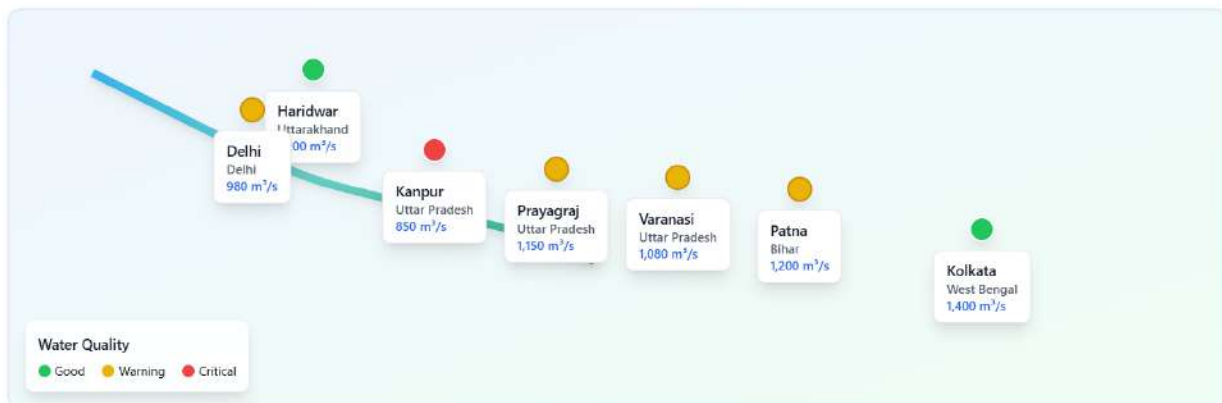 Haridwar
Uttarakhand
00 m³/s
Delhi
Delhi
980 m³/s
Kanpur
Uttar Pradesh
850 m³/s
Prayagraj
Uttar Pradesh
1,150 m³/s
Varanasi
Uttar Pradesh
1,080 m³/s
Patna
Bihar
1,200 m³/s
Kolkata
West Bengal
1,400 m³/s
Water Quality
Good Warning Critical